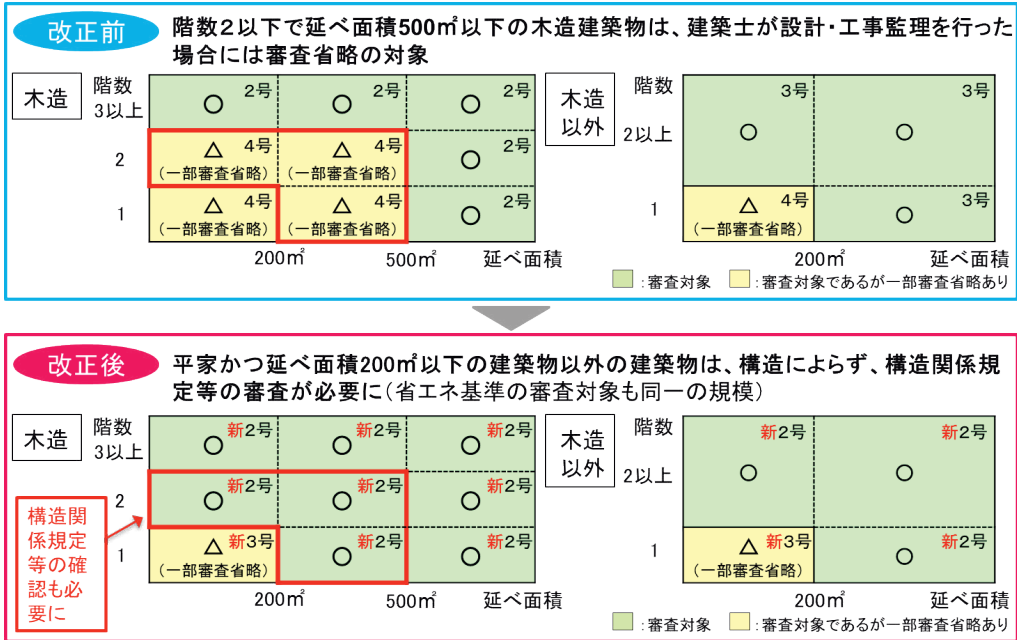 改正前
階数２以下で延べ面積500㎡以下の木造建築物は、建築士が設計・工事監理を行った
場合には審査省略の対象
木造
階数
3以上
2
1
○ 2号 ○ 2号 ○ 2号
△ 4号 △ 4号 ○ 2号
(一部審査省略) (一部審査省略)
△ 4号 △ 4号 ○ 2号
(一部審査省略) (一部審査省略)
200㎡ 500㎡ 延べ面積
木造
以外
階数
2以上
1
3号 3号
○ ○
△ 4号 ○ 3号
(一部審査省略)
200㎡ 延べ面積
:審査対象 :審査対象であるが一部審査省略あり
改正後
平家かつ延べ面積200㎡以下の建築物以外の建築物は、構造によらず、構造関係規
定等の審査が必要に(省エネ基準の審査対象も同一の規模)
木造
階数
3以上
2
1
○ 新2号 ○ 新2号 ○ 新2号
○ 新2号 ○ 新2号 ○ 新2号
△ 新3号 ○ 新2号 ○ 新2号
(一部審査省略)
200㎡ 500㎡ 延べ面積
構造関
係規定
等の確
認も必
要に
木造
以外
階数
2以上
1
新2号 新2号
○ ○
△ 新3号 ○ 新2号
(一部審査省略)
200㎡ 延べ面積
:審査対象 :審査対象であるが一部審査省略あり